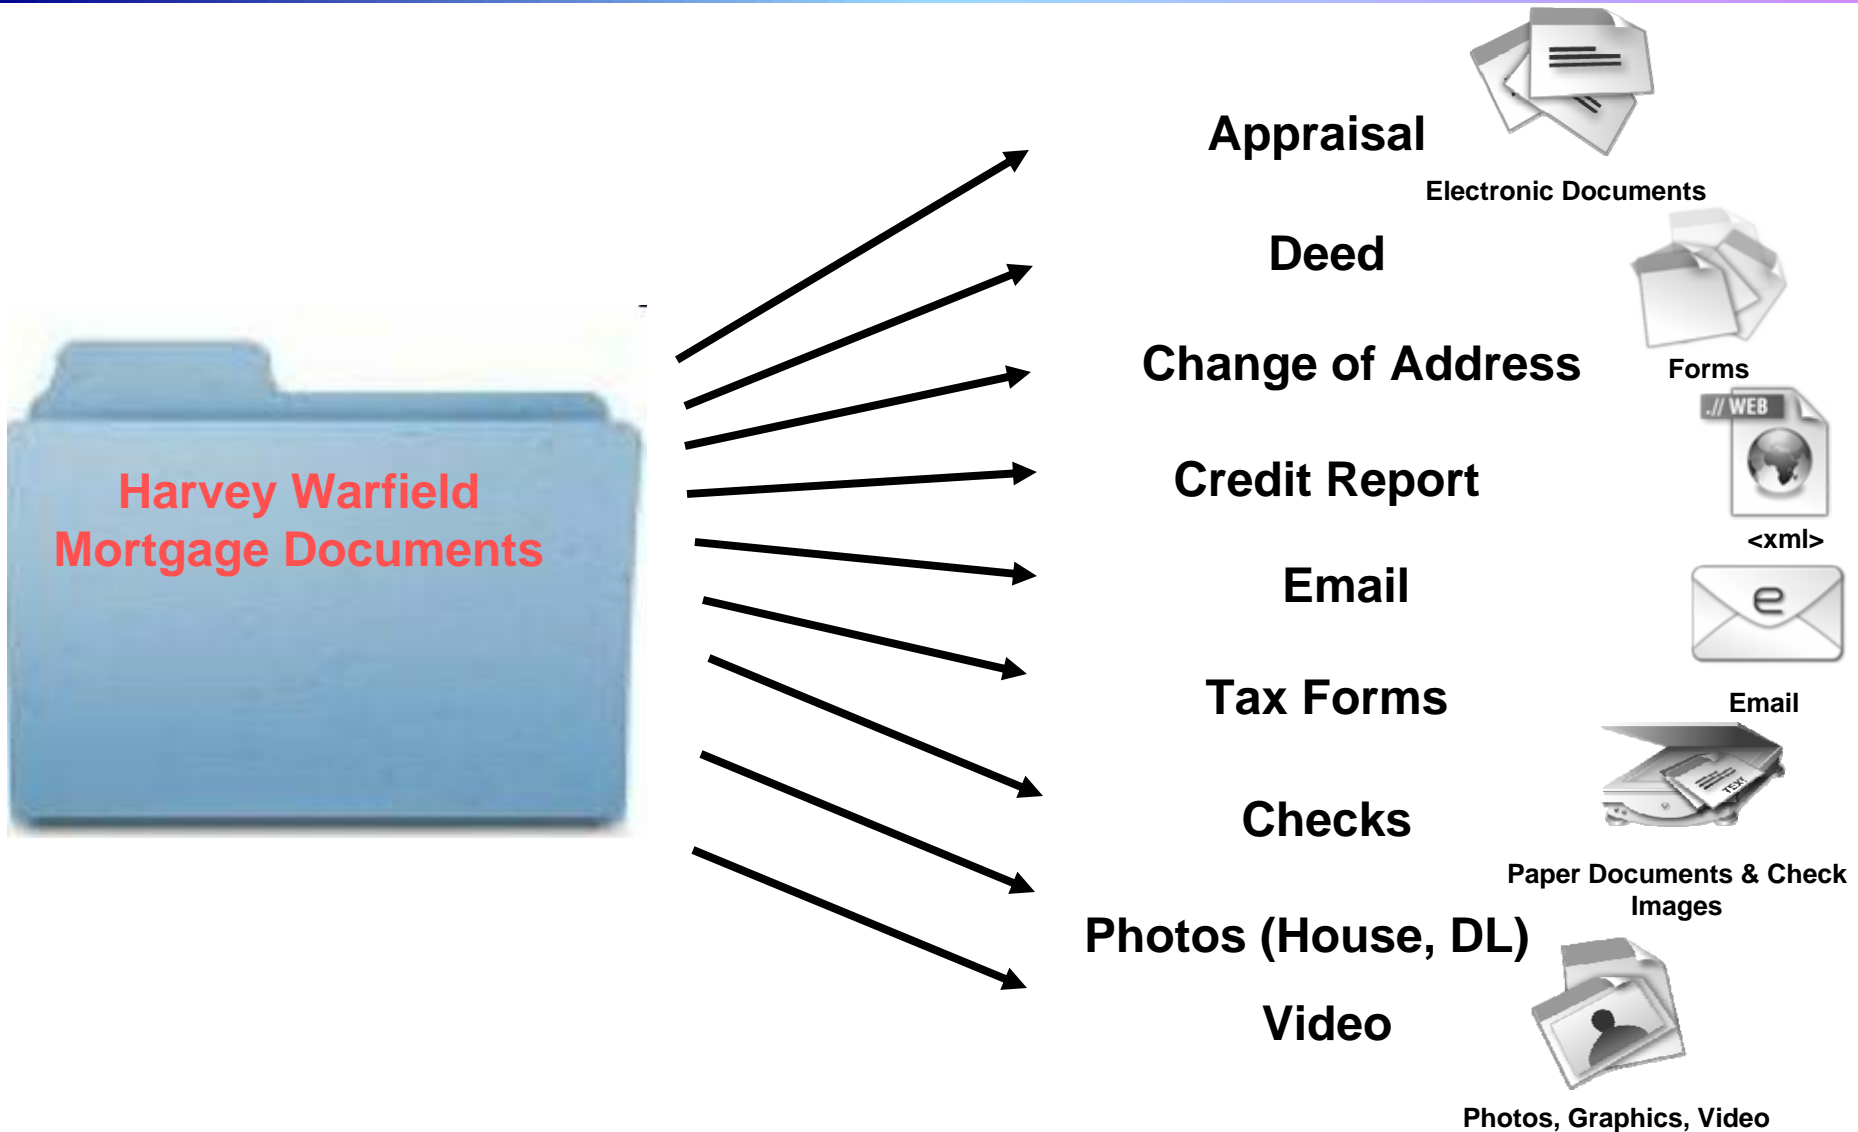 Harvey Warfield
Mortgage Documents
Appraisal
Electronic Documents
Deed
Change of Address
Forms
.// WEB
Credit Report
<xml>
Email
e
Email
Tax Forms
TEXT
Checks
Paper Documents & Check
Images
Photos (House, DL)
Video
Photos, Graphics, Video